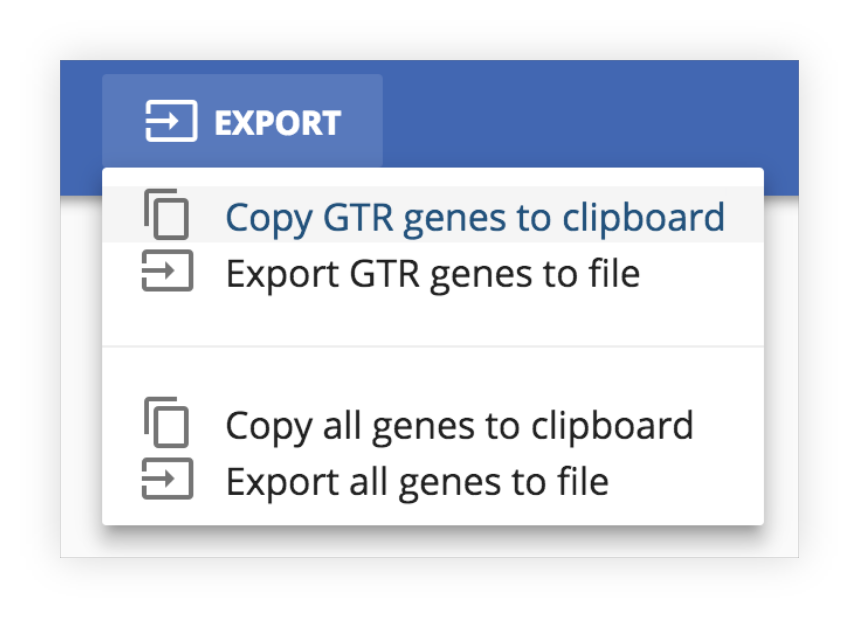 EXPORT
Copy GTR genes to clipboard
Export GTR genes to file
Copy all genes to clipboard
Export all genes to file